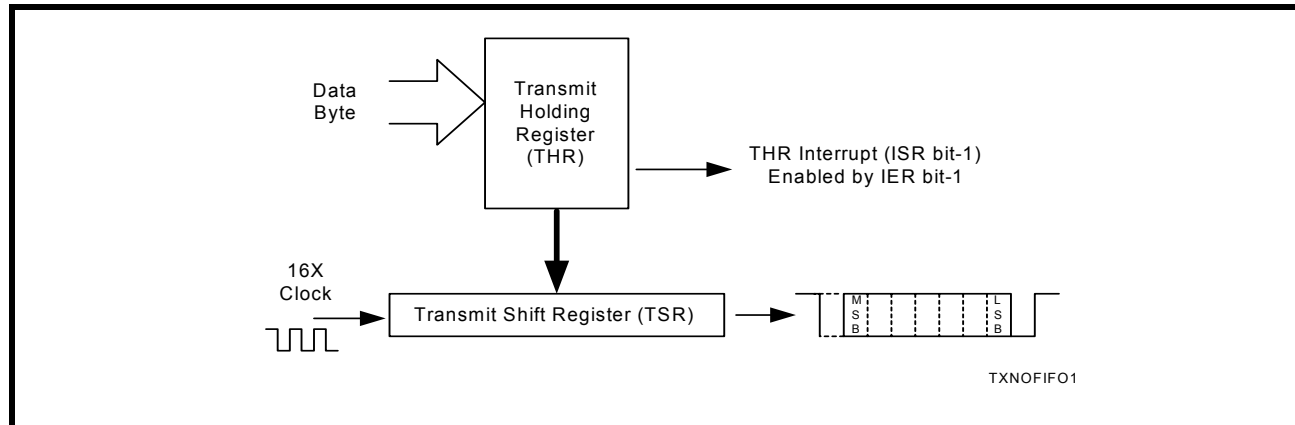 Data
Byte
Transmit
Holding
Register
(THR)
THR Interrupt (ISR bit-1)
Enabled by IER bit-1
16X
Clock
Transmit Shift Register (TSR)
M
S
B
L
S
B
TXNOFIFO1